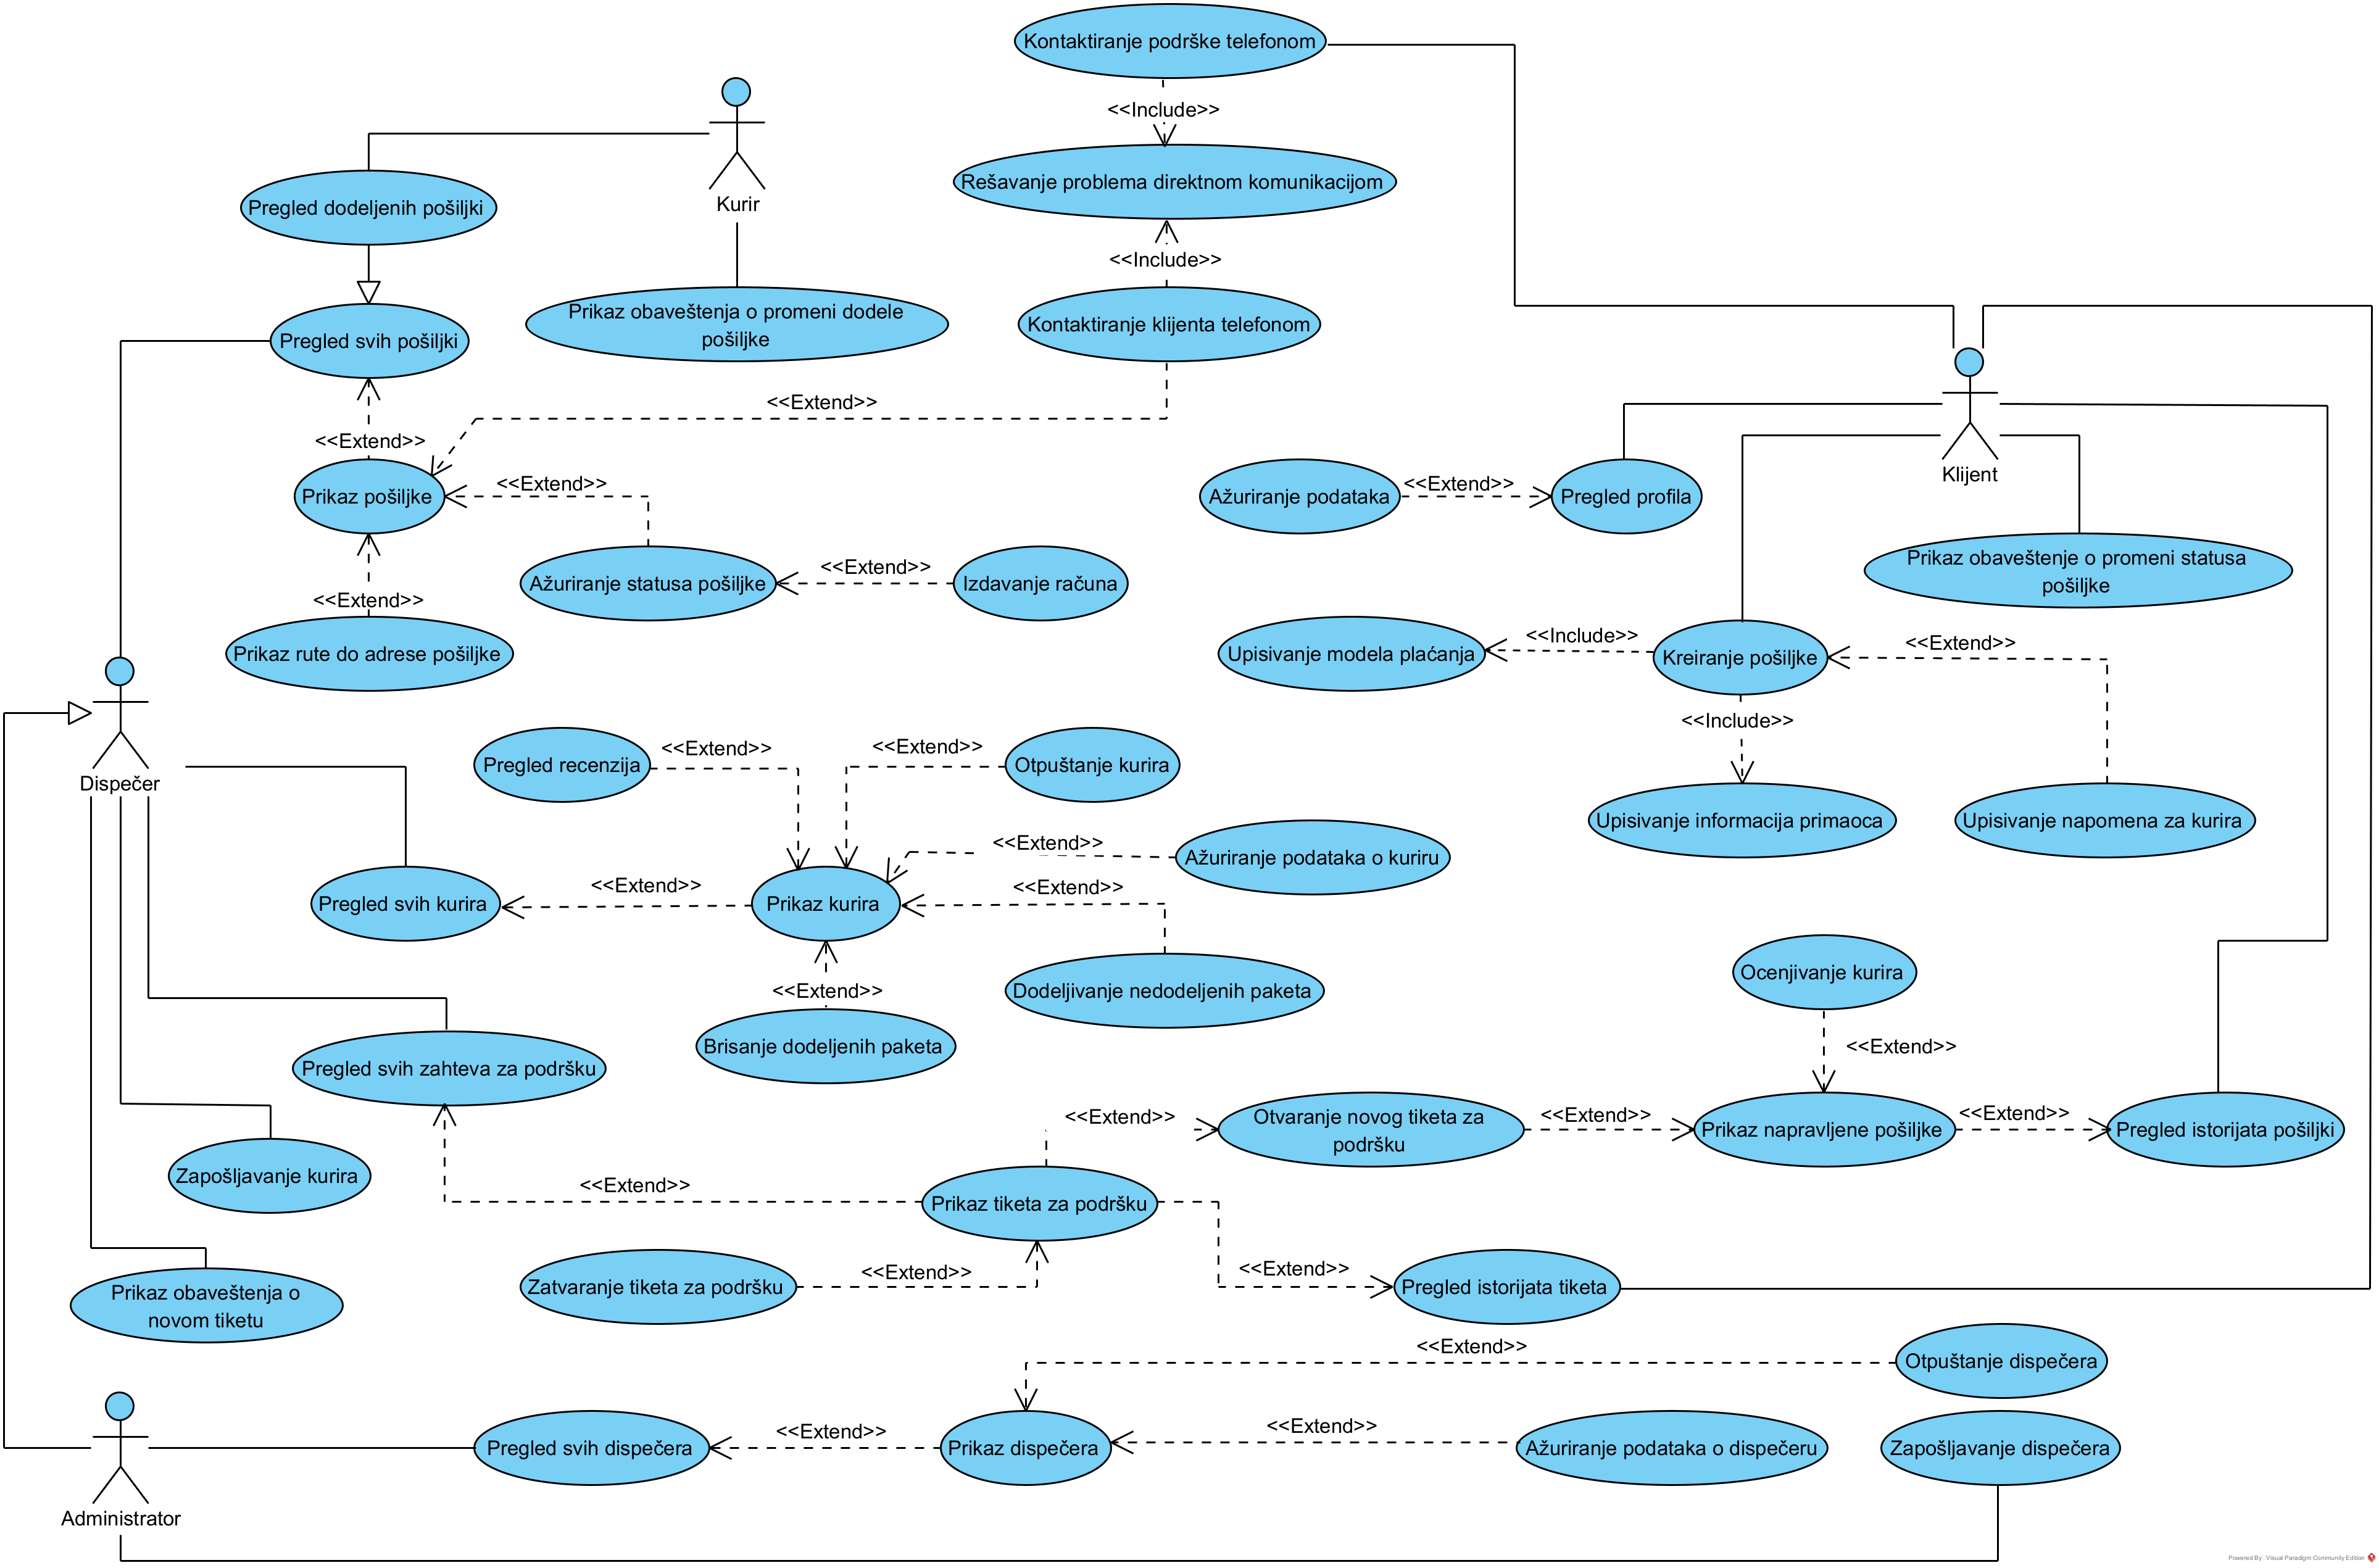 Kontaktiranje podrške telefonom
<<Include>>
Kurir
Rešavanje problema direktnom komunikacijom
Pregled dodeljenih pošiljki
<<Include>>
Prikaz obaveštenja o promeni dodele
pošiljke
Kontaktiranje klijenta telefonom
Pregled svih pošiljki
<<Extend>>
<<Extend>>
Klijent
Prikaz pošiljke
<<Extend>>
Ažuriranje podataka
<<Extend>>
Pregled profila
Prikaz obaveštenje o promeni statusa
pošiljke
Ažuriranje statusa pošiljke
<<Extend>>
Izdavanje računa
<<Extend>>
Prikaz rute do adrese pošiljke
Upisivanje modela plaćanja
<<Include>>
Kreiranje pošiljke
<<Extend>>
<<Include>>
Dispečer
Pregled recenzija
<<Extend>>
<<Extend>>
Otpuštanje kurira
Upisivanje informacija primaoca
Upisivanje napomena za kurira
<<Extend>>
Ažuriranje podataka o kuriru
Pregled svih kurira
<<Extend>>
Prikaz kurira
<<Extend>>
Ocenjivanje kurira
<<Extend>>
Dodeljivanje nedodeljenih paketa
Brisanje dodeljenih paketa
<<Extend>>
Pregled svih zahteva za podršku
<<Extend>>
Otvaranje novog tiketa za
podršku
<<Extend>>
Prikaz napravljene pošiljke
<<Extend>>
Pregled istorijata pošiljki
Zapošljavanje kurira
<<Extend>>
Prikaz tiketa za podršku
Prikaz obaveštenja o
novom tiketu
Zatvaranje tiketa za podršku
<<Extend>>
<<Extend>>
Pregled istorijata tiketa
<<Extend>>
Otpuštanje dispečera
Pregled svih dispečera
<<Extend>>
Prikaz dispečera
<<Extend>>
Ažuriranje podataka o dispečeru
Zapošljavanje dispečera
Administrator
Powered By: Visual Paradigm Community Edition